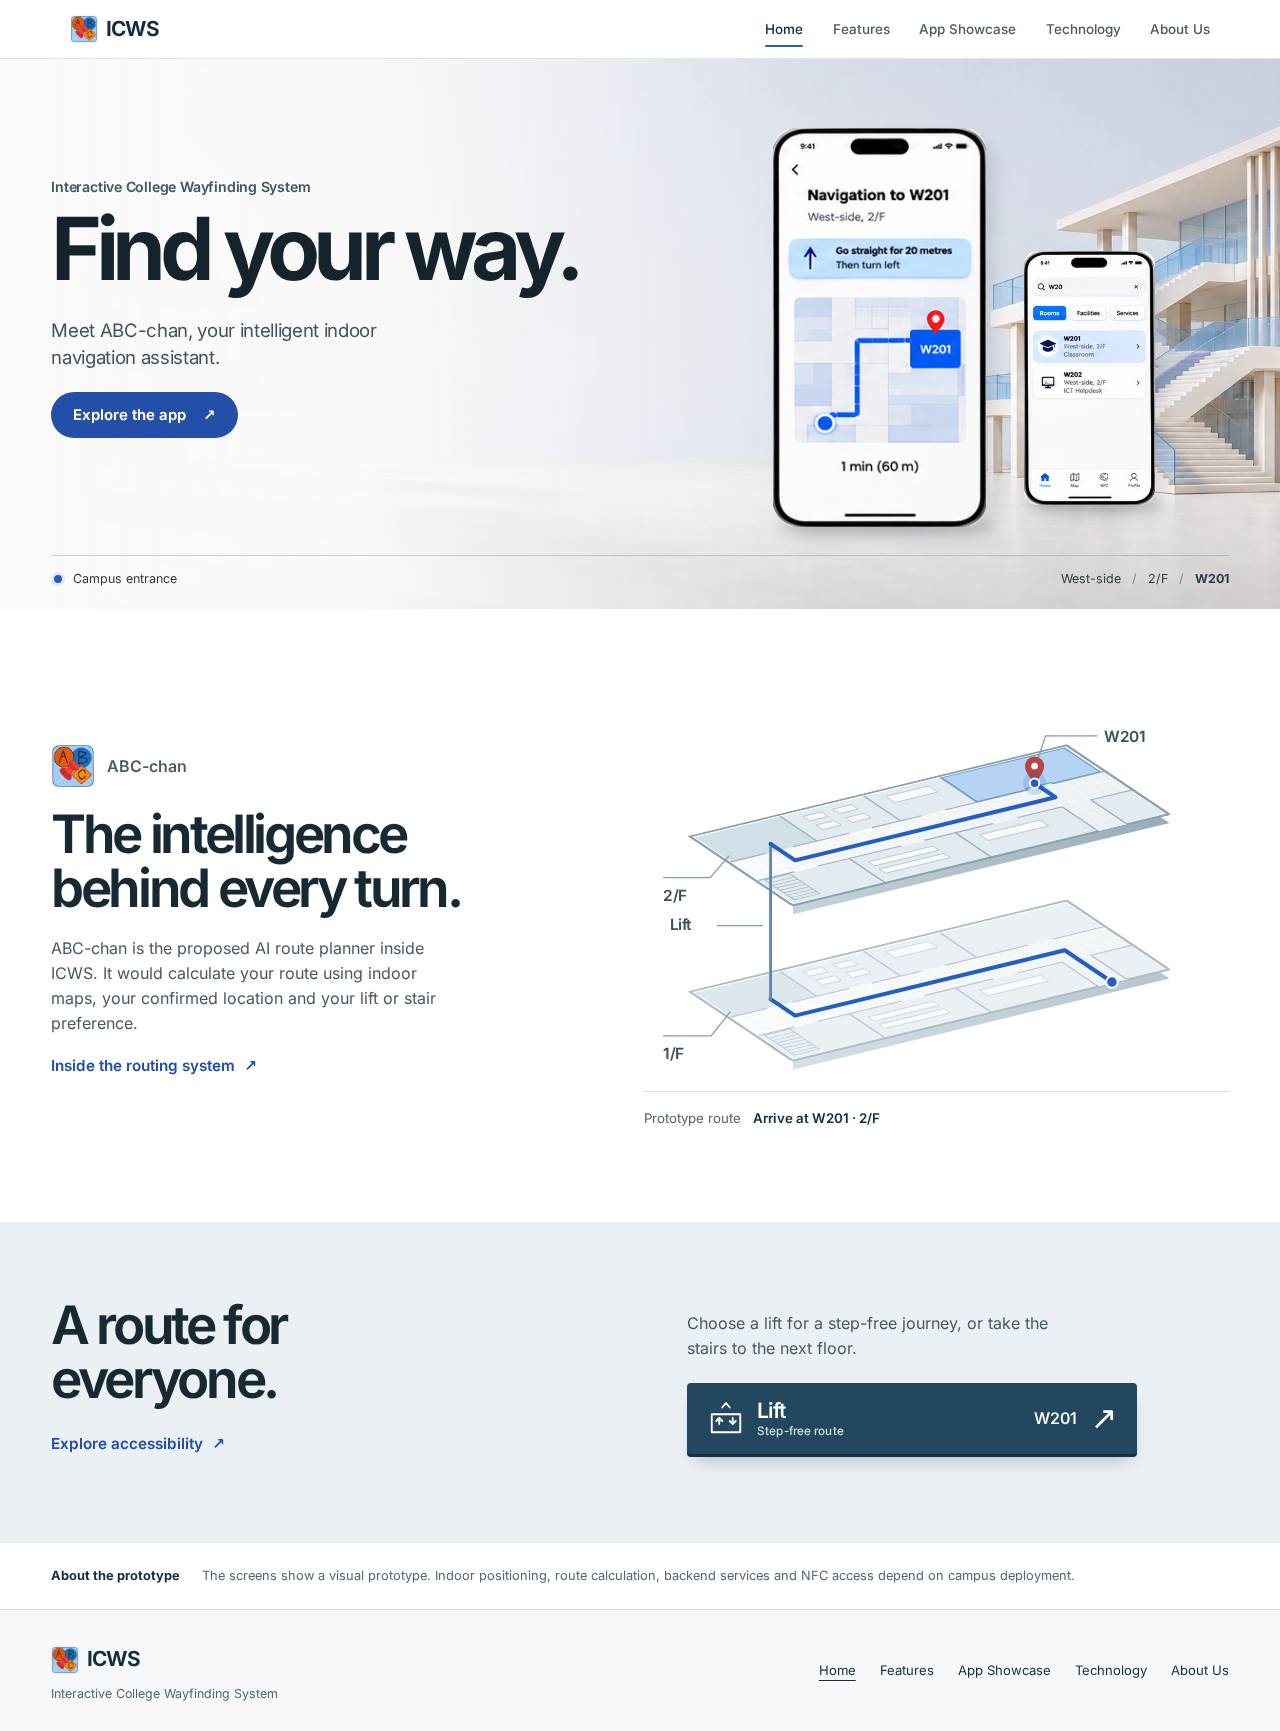 ICWS
Home Features App Showcase Technology About Us
Interactive College Wayfinding System
Find your way.
Meet ABC-chan, your intelligent indoor
navigation assistant.
Explore the app ↗
9:41
Navigation to W201
West-side, 2/F
Go straight for 20 metres
Then turn left
W201
1 min (60 m)
9:41
W20
Rooms Facilities Services
W201
West-side, 2/F
Classroom
W202
West-side, 2/F
ICT Helpdesk
Home Map NFC Profile
Campus entrance
West-side / 2/F / W201
ABC
ABC-chan
The intelligence
behind every turn.
ABC-chan is the proposed AI route planner inside
ICWS. It would calculate your route using indoor
maps, your confirmed location and your lift or stair
preference.
Inside the routing system ↗
W201
2/F
Lift
1/F
Prototype route Arrive at W201 · 2/F
A route for
everyone.
Explore accessibility ↗
Choose a lift for a step-free journey, or take the
stairs to the next floor.
Lift
Step-free route
W201
About the prototype The screens show a visual prototype. Indoor positioning, route calculation, backend services and NFC access depend on campus deployment.
ICWS
Interactive College Wayfinding System
Home Features App Showcase Technology About Us